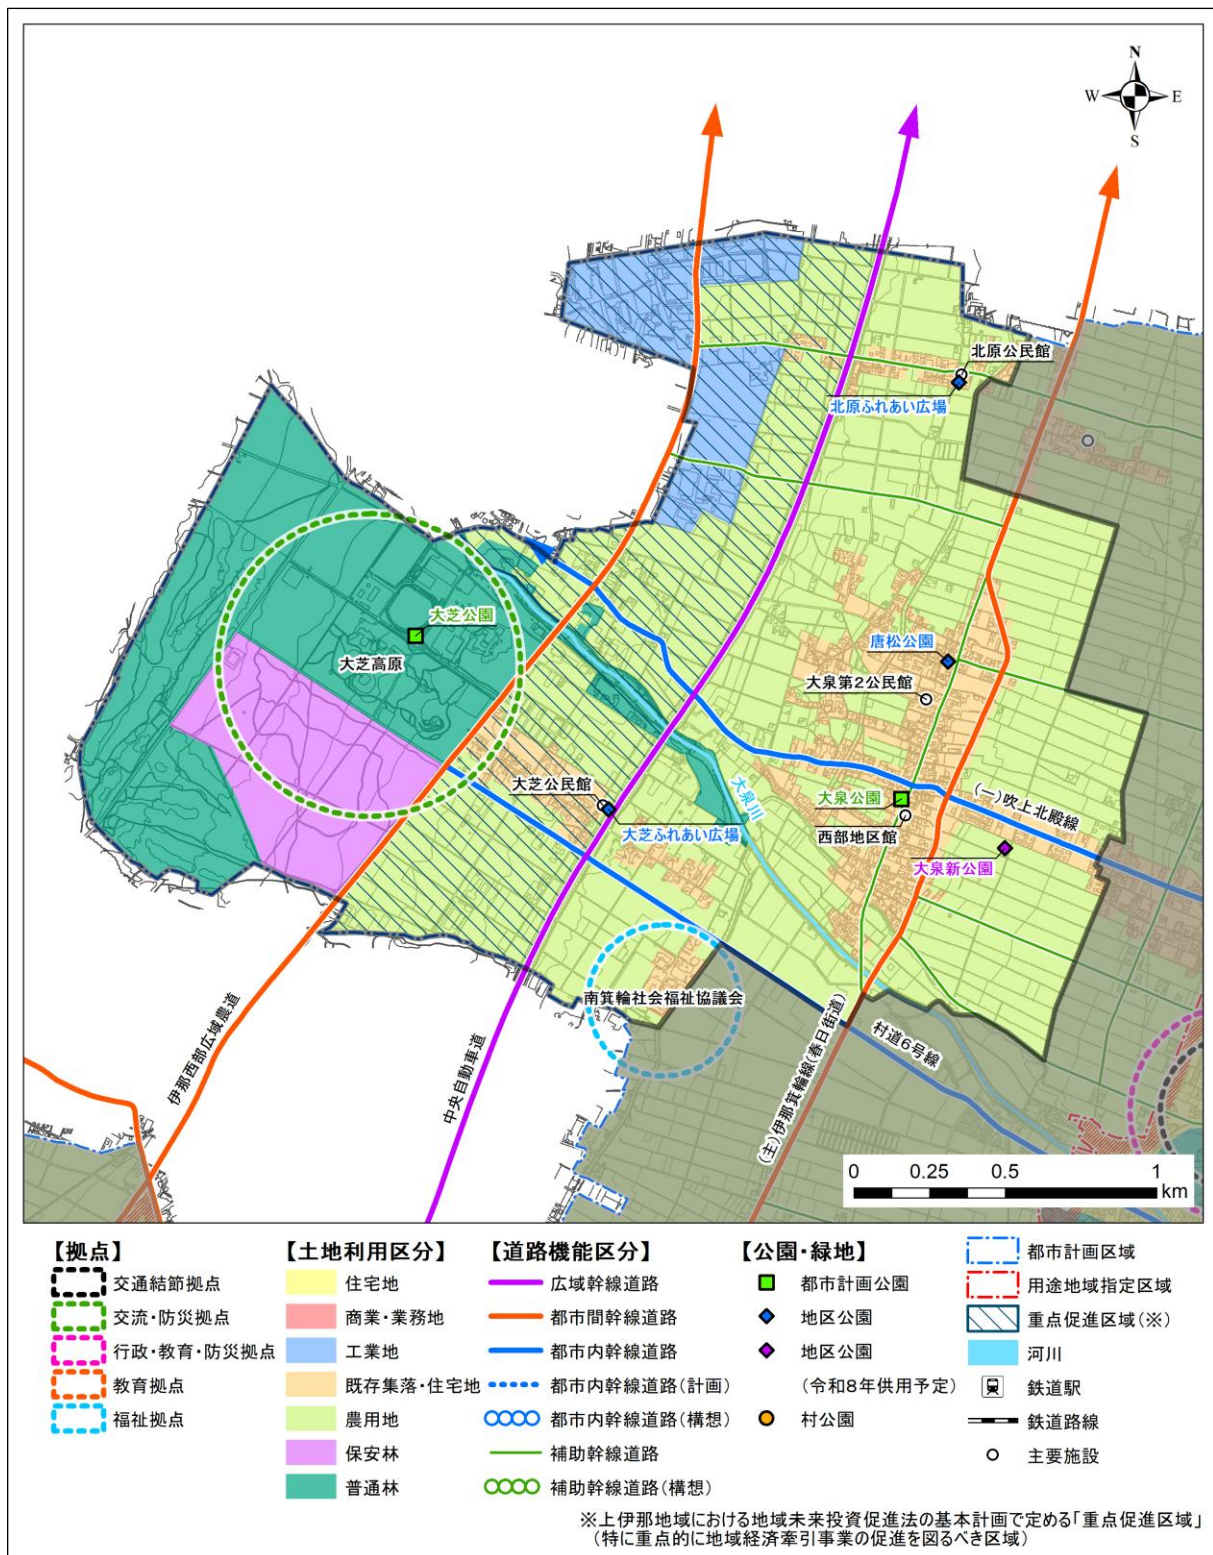 N
W
E
S
北原公民館
北原ふれあい広場
大芝公園
大芝高原
唐松公園
大泉第2公民館
大芝公民館
大芝ふれあい広場
大泉川
大泉公園
西部地区館
(一)吹上北殿線
大泉新公園
南箕輪社会福祉協議会
伊那西部広域農道
中央自動車道
(主)伊那箕輪線(春日街道)
村道6号線
0 0.25 0.5 1
km
【拠点】
交通結節拠点
交流・防災拠点
行政・教育・防災拠点
教育拠点
福祉拠点
【土地利用区分】
住宅地
商業・業務地
工業地
既存集落・住宅地
農用地
保安林
普通林
【道路機能区分】
広域幹線道路
都市間幹線道路
都市内幹線道路
都市内幹線道路(計画)
都市内幹線道路(構想)
補助幹線道路
補助幹線道路(構想)
【公園・緑地】
都市計画公園
地区公園
地区公園
(令和8年供用予定)
村公園
都市計画区域
用途地域指定区域
重点促進区域(※)
河川
鉄道駅
鉄道路線
主要施設
※上伊那地域における地域未来投資促進法の基本計画で定める「重点促進区域」
(特に重点的に地域経済牽引事業の促進を図るべき区域)